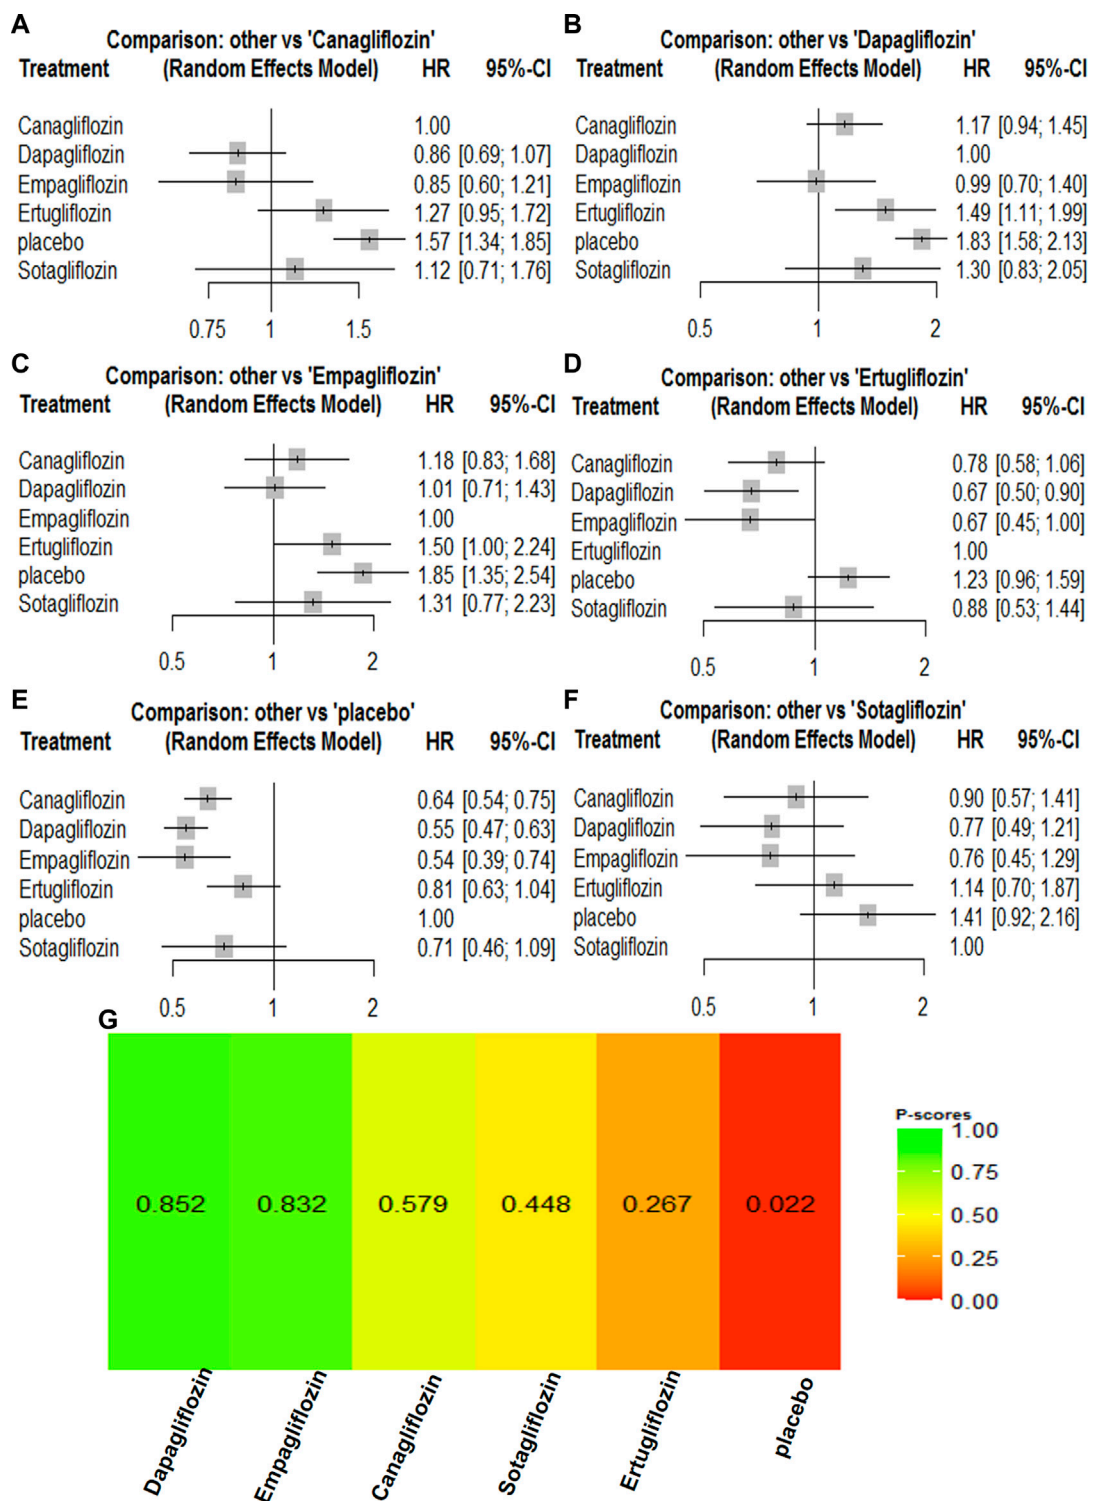 A
Comparison: other vs 'Canagliflozin'
Treatment (Random Effects Model) HR 95%-CI
Canagliflozin 1.00
Dapagliflozin 0.86 [0.69; 1.07]
Empagliflozin 0.85 [0.60; 1.21]
Ertugliflozin 1.27 [0.95; 1.72]
placebo 1.57 [1.34; 1.85]
Sotagliflozin 1.12 [0.71; 1.76]
0.75 1 1.5
B
Comparison: other vs 'Dapagliflozin'
Treatment (Random Effects Model) HR 95%-CI
Canagliflozin 1.17 [0.94; 1.45]
Dapagliflozin 1.00
Empagliflozin 0.99 [0.70; 1.40]
Ertugliflozin 1.49 [1.11; 1.99]
placebo 1.83 [1.58; 2.13]
Sotagliflozin 1.30 [0.83; 2.05]
0.5 1 2
C
Comparison: other vs 'Empagliflozin'
Treatment (Random Effects Model) HR 95%-CI
Canagliflozin 1.18 [0.83; 1.68]
Dapagliflozin 1.01 [0.71; 1.43]
Empagliflozin 1.00
Ertugliflozin 1.50 [1.00; 2.24]
placebo 1.85 [1.35; 2.54]
Sotagliflozin 1.31 [0.77; 2.23]
0.5 1 2
D
Comparison: other vs 'Ertugliflozin'
Treatment (Random Effects Model) HR 95%-CI
Canagliflozin 0.78 [0.58; 1.06]
Dapagliflozin 0.67 [0.50; 0.90]
Empagliflozin 0.67 [0.45; 1.00]
Ertugliflozin 1.00
placebo 1.23 [0.96; 1.59]
Sotagliflozin 0.88 [0.53; 1.44]
0.5 1 2
E
Comparison: other vs 'placebo'
Treatment (Random Effects Model) HR 95%-CI
Canagliflozin 0.64 [0.54; 0.75]
Dapagliflozin 0.55 [0.47; 0.63]
Empagliflozin 0.54 [0.39; 0.74]
Ertugliflozin 0.81 [0.63; 1.04]
placebo 1.00
Sotagliflozin 0.71 [0.46; 1.09]
0.5 1 2
F
Comparison: other vs 'Sotagliflozin'
Treatment (Random Effects Model) HR 95%-CI
Canagliflozin 0.90 [0.57; 1.41]
Dapagliflozin 0.77 [0.49; 1.21]
Empagliflozin 0.76 [0.45; 1.29]
Ertugliflozin 1.14 [0.70; 1.87]
placebo 1.41 [0.92; 2.16]
Sotagliflozin 1.00
0.5 1 2
G
0.852 0.832 0.579 0.448 0.267 0.022
Dapagliflozin Empagliflozin Canagliflozin Sotagliflozin Ertugliflozin placebo
P-scores
1.00
0.75
0.50
0.25
0.00